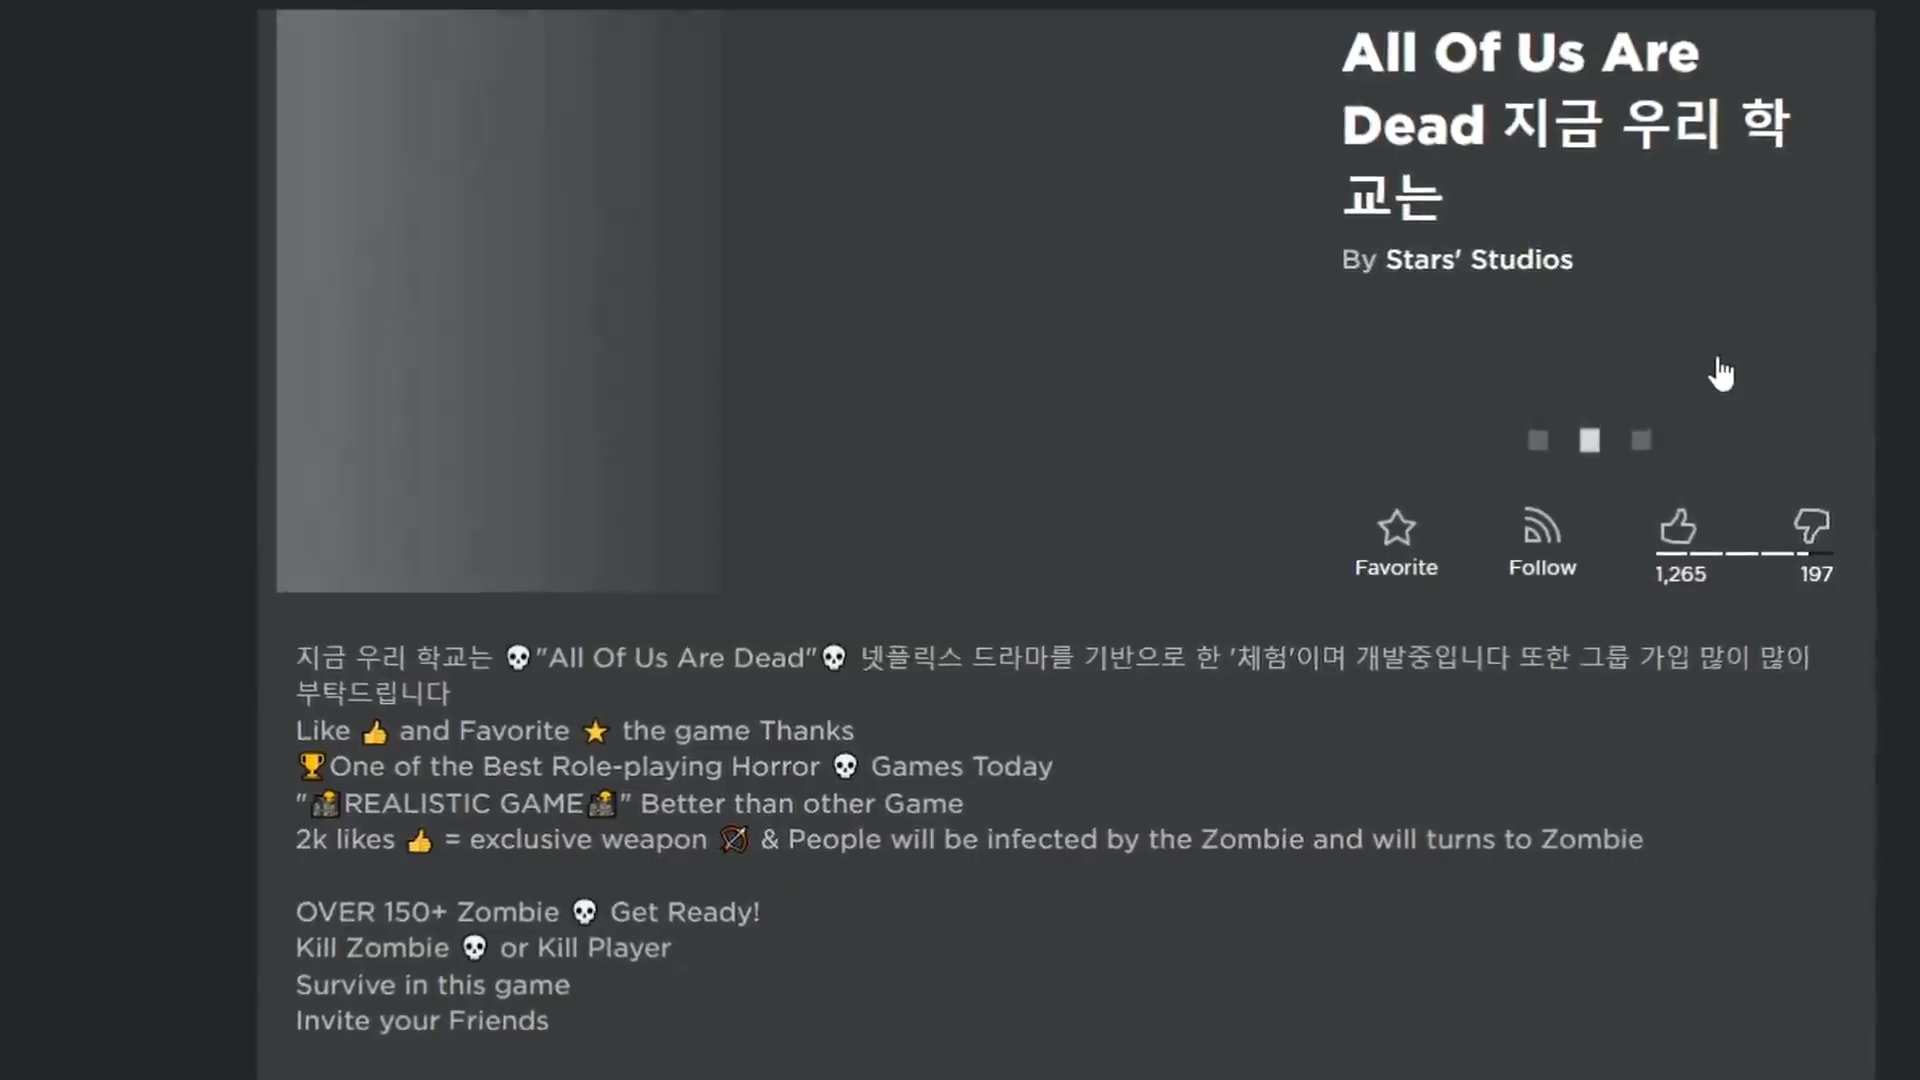 All Of Us Are
Dead 지금 우리 학
교는
By Stars' Studios
Favorite
Follow
1,265
197
지금 우리 학교는 💀"All Of Us Are Dead"💀 넷플릭스 드라마를 기반으로 한 '체험'이며 개발중입니다 또한 그룹 가입 많이 많이
부탁드립니다
Like 👍 and Favorite ⭐ the game Thanks
🏆One of the Best Role-playing Horror 💀 Games Today
"REALISTIC GAME" Better than other Game
2k likes 👍 = exclusive weapon 🏹 & People will be infected by the Zombie and will turns to Zombie
OVER 150+ Zombie 💀 Get Ready!
Kill Zombie 💀 or Kill Player
Survive in this game
Invite your Friends